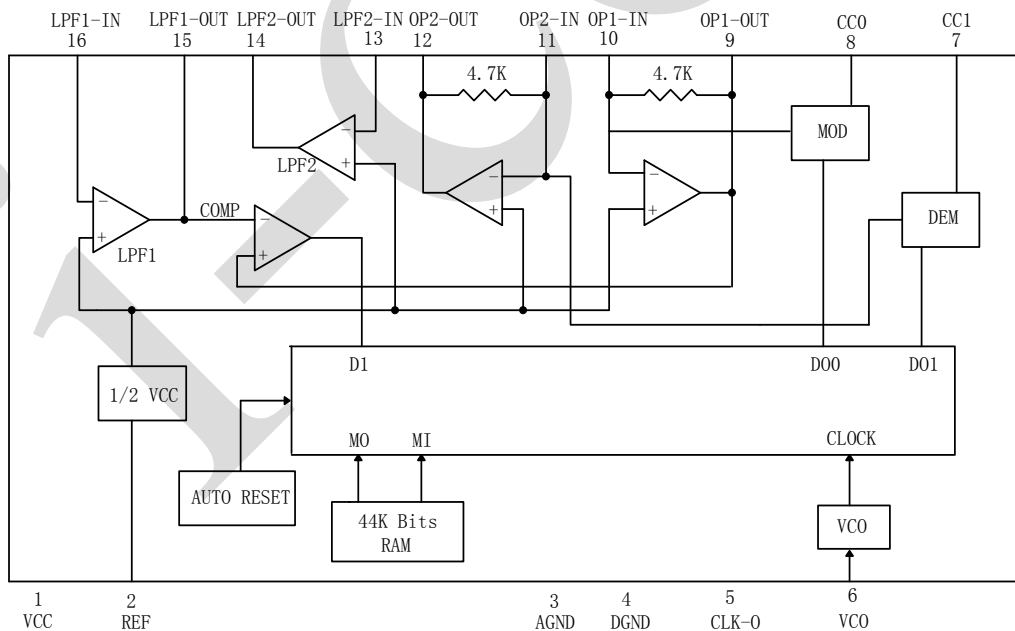 LPF1-IN LPF1-OUT LPF2-OUT LPF2-IN OP2-OUT OP2-IN OP1-IN OP1-OUT CC0 CC1
16 15 14 13 12 11 10 9 8 7
4.7K 4.7K
MOD
LPF2
COMP
DEM
LPF1
D1 DO0 DO1
1/2 VCC
MO MI CLOCK
AUTO RESET
44K Bits
RAM
VCO
1 2 3 4 5 6
VCC REF AGND DGND CLK-O VCO